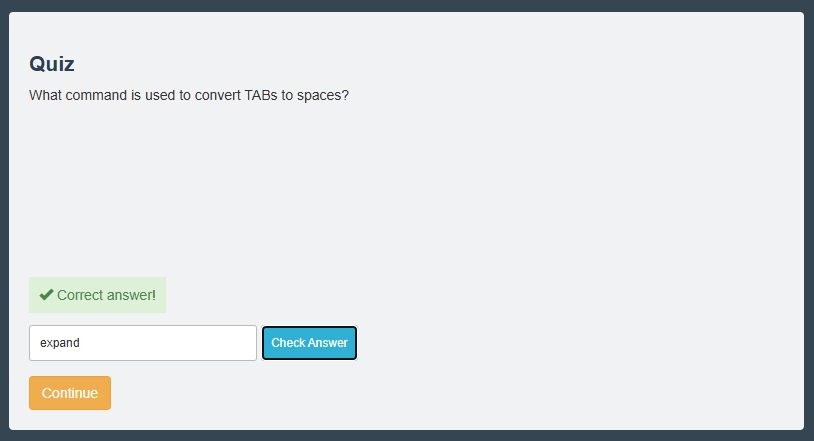 Quiz
What command is used to convert TABs to spaces?
Correct answer!
expand Check Answer
Continue